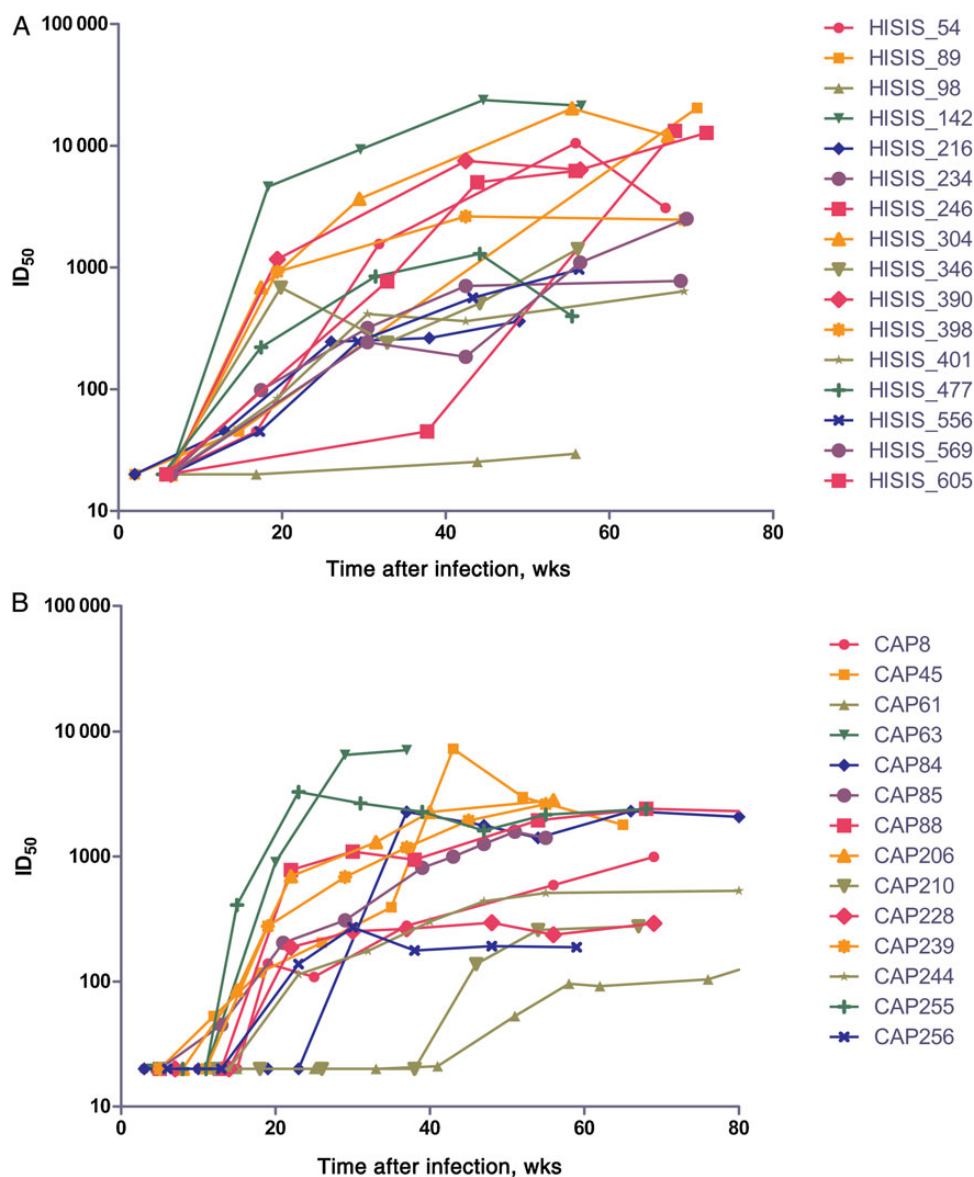 A
100 000
10 000
1000
100
10
ID50
0
20
40
60
80
Time after infection, wks
HISIS_54
HISIS_89
HISIS_98
HISIS_142
HISIS_216
HISIS_234
HISIS_246
HISIS_304
HISIS_346
HISIS_390
HISIS_398
HISIS_401
HISIS_477
HISIS_556
HISIS_569
HISIS_605
B
100 000
10 000
1000
100
10
ID50
0
20
40
60
80
Time after infection, wks
CAP8
CAP45
CAP61
CAP63
CAP84
CAP85
CAP88
CAP206
CAP210
CAP228
CAP239
CAP244
CAP255
CAP256